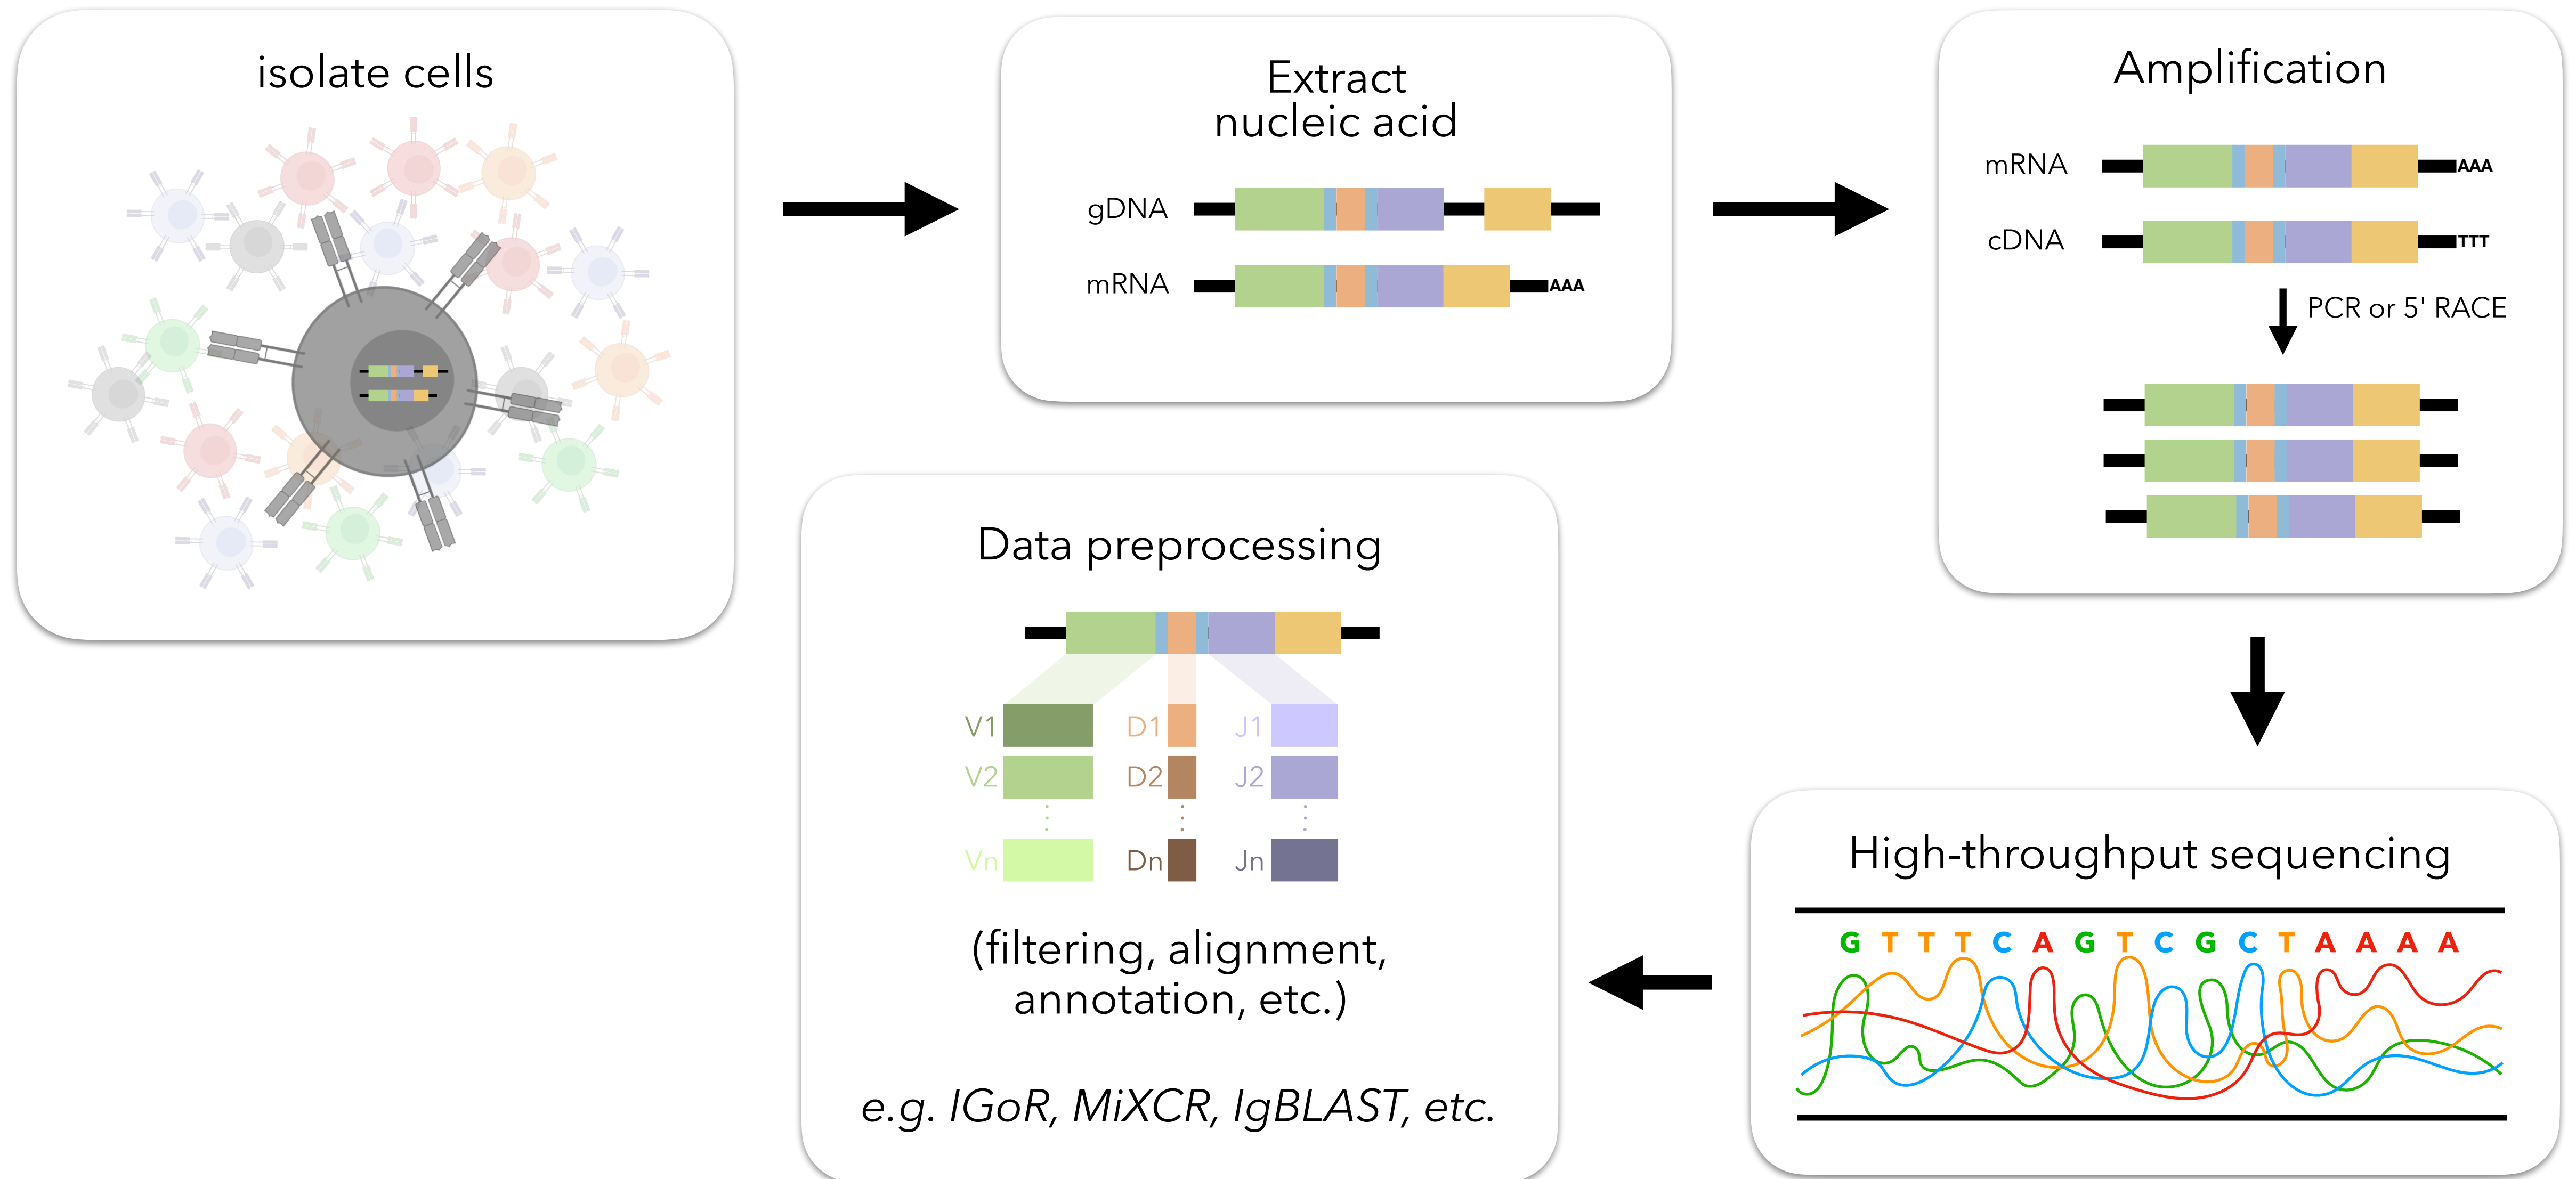 isolate cells
Extract
nucleic acid
gDNA
mRNA
AAA
Amplification
mRNA
AAA
cDNA
TTT
PCR or 5' RACE
High-throughput sequencing
G T T T C A G T C G C T A A A A
Data preprocessing
V1 D1 J1
V2 D2 J2
Vn Dn Jn
(filtering, alignment,
annotation, etc.)
e.g. IGoR, MiXCR, IgBLAST, etc.